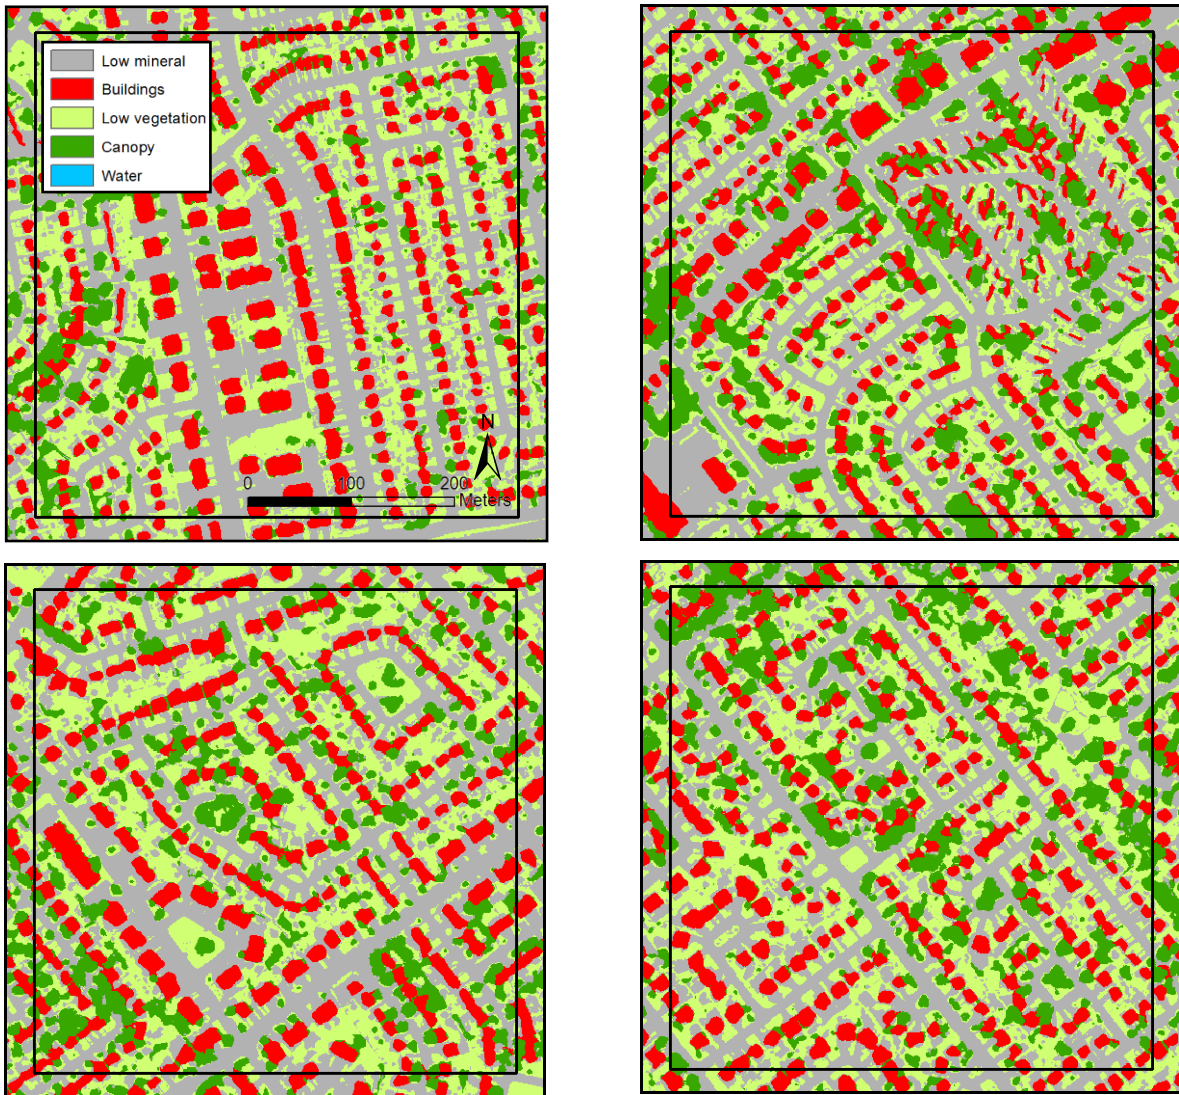 Low mineral
Buildings
Low vegetation
Canopy
Water
N
0 100 200
Meters